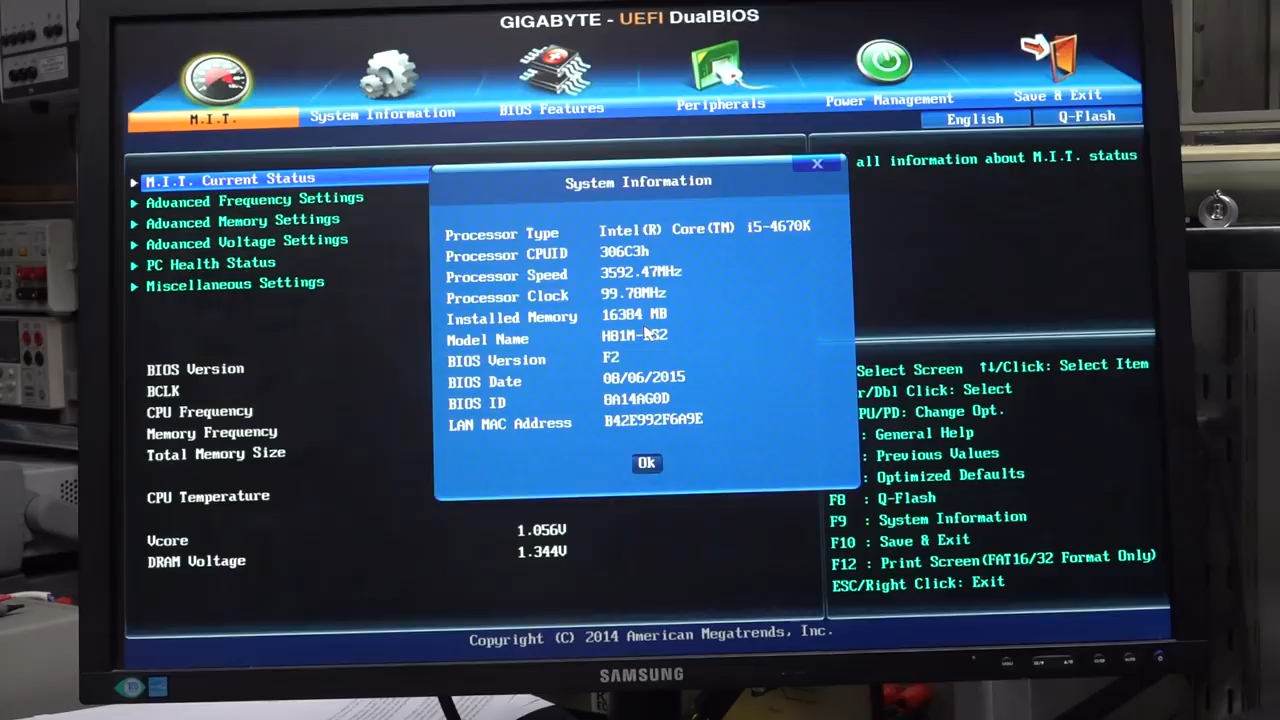 GIGABYTE - UEFI DualBIOS
M.I.T.
System Information
BIOS Features
Peripherals
Power Management
Save & Exit
English
Q-Flash
M.I.T. Current Status
Advanced Frequency Settings
Advanced Memory Settings
Advanced Voltage Settings
PC Health Status
Miscellaneous Settings
BIOS Version
BCLK
CPU Frequency
Memory Frequency
Total Memory Size
CPU Temperature
Vcore 1.056V
DRAM Voltage 1.344V
X
System Information
Processor Type Intel(R) Core(TM) i5-4670K
Processor CPUID 306C3h
Processor Speed 3592.47MHz
Processor Clock 99.78MHz
Installed Memory 16384 MB
Model Name
BIOS Version F2
BIOS Date 08/06/2015
BIOS ID 8A14AG0D
LAN MAC Address B42E992F6A9E
Ok
all information about M.I.T. status
Select Screen ↑↓/Click: Select Item
r/Dbl Click: Select
PU/PD: Change Opt.
: General Help
: Previous Values
: Optimized Defaults
F8 : Q-Flash
F9 : System Information
F10 : Save & Exit
F12 : Print Screen(FAT16/32 Format Only)
ESC/Right Click: Exit
Copyright (C) 2014 American Megatrends, Inc.
SAMSUNG